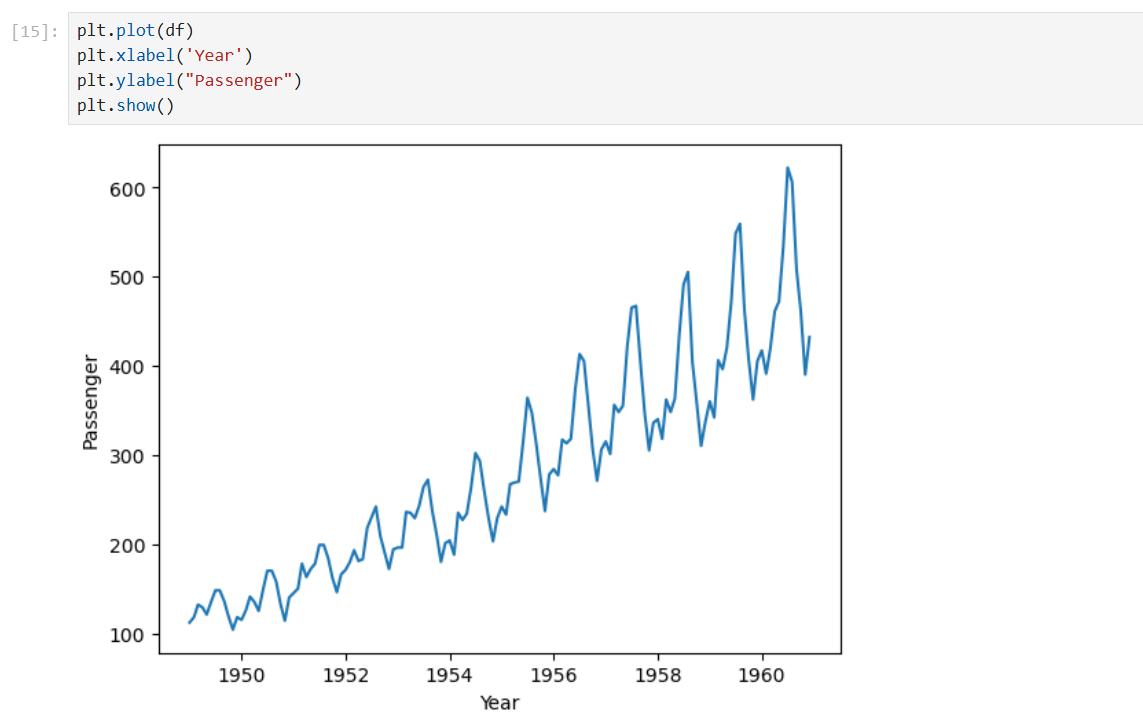 [15]:
plt.plot(df)
plt.xlabel('Year')
plt.ylabel("Passenger")
plt.show()
600
500
400
300
200
100
Passenger
1950 1952 1954 1956 1958 1960
Year